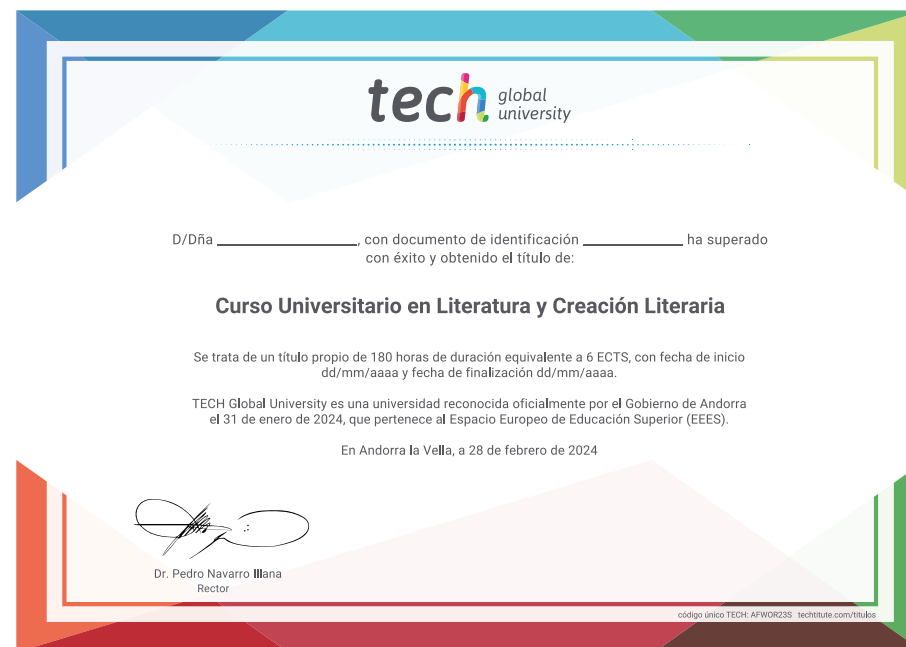 tech global university
D/Dña ____________, con documento de identificación ____________ ha superado
con éxito y obtenido el título de:
Curso Universitario en Literatura y Creación Literaria
Se trata de un título propio de 180 horas de duración equivalente a 6 ECTS, con fecha de inicio
dd/mm/aaaa y fecha de finalización dd/mm/aaaa.
TECH Global University es una universidad reconocida oficialmente por el Gobierno de Andorra
el 31 de enero de 2024, que pertenece al Espacio Europeo de Educación Superior (EEES).
En Andorra la Vella, a 28 de febrero de 2024
Dr. Pedro Navarro Illana
Rector
código único TECH: AFWOR23S techtitute.com/titulos